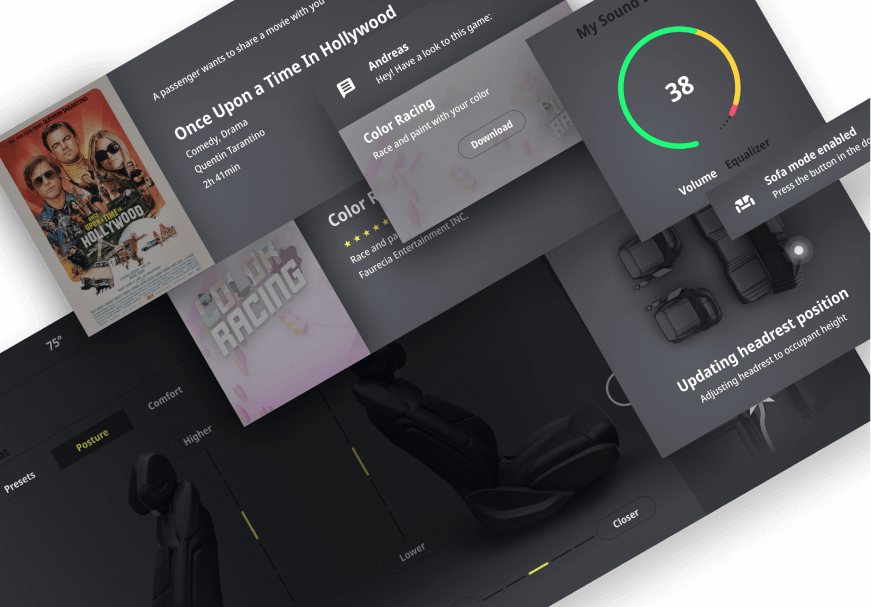 A passenger wants to share a movie with you
Once Upon a Time In Hollywood
Comedy, Drama
Quentin Tarantino
2h 41min
HOLLYWOOD
Andreas
Hey! Have a look to this game:
Color Racing
Race and paint with your color
Download
My Sound
38
Volume
Equalizer
Sofa mode enabled
Press the button in the
Color
★★★★★
Race and
Faurecia Entertainment INC.
COLOR
RACING
Updating headrest position
Adjusting headrest to occupant height
75°
Presets
Posture
Comfort
Higher
Lower
Closer